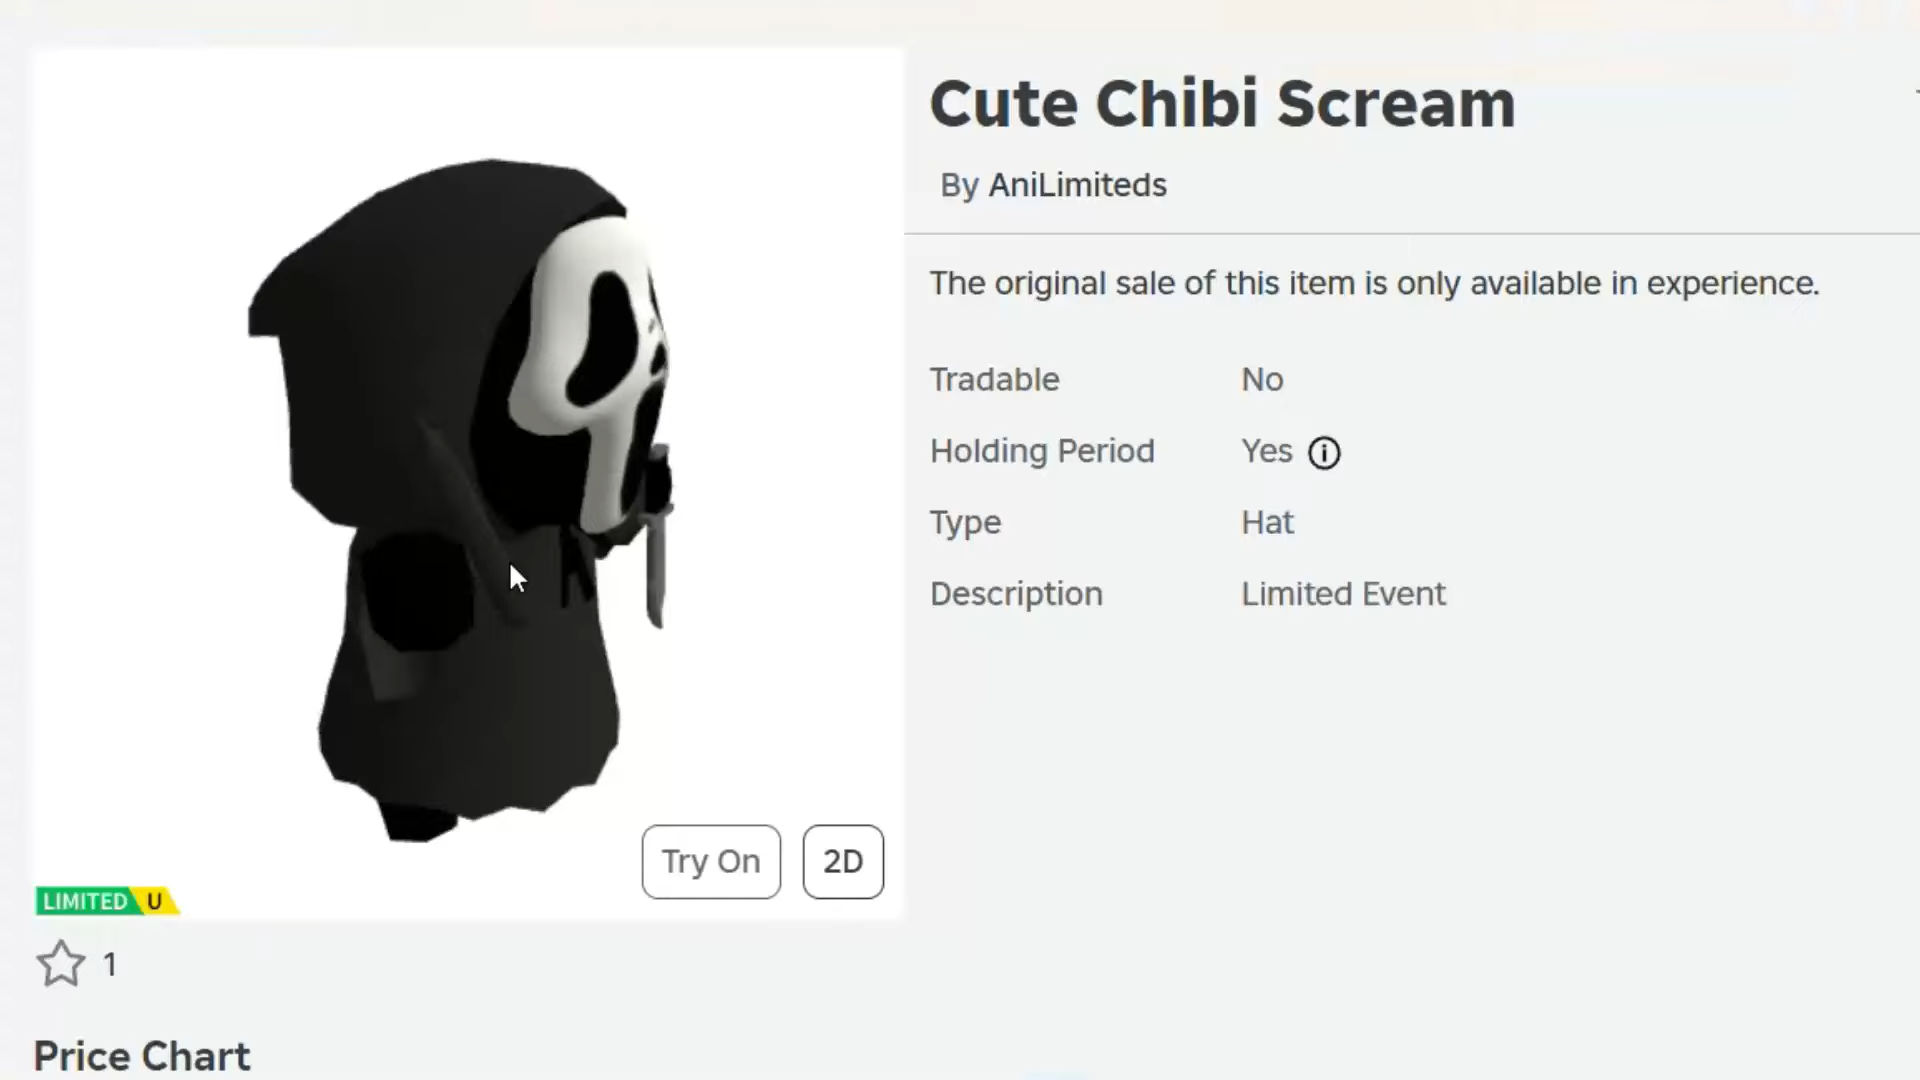 Cute Chibi Scream
By AniLimiteds
The original sale of this item is only available in experience.
Tradable No
Holding Period Yes
Type Hat
Description Limited Event
Try On 2D
LIMITED U
1
Price Chart